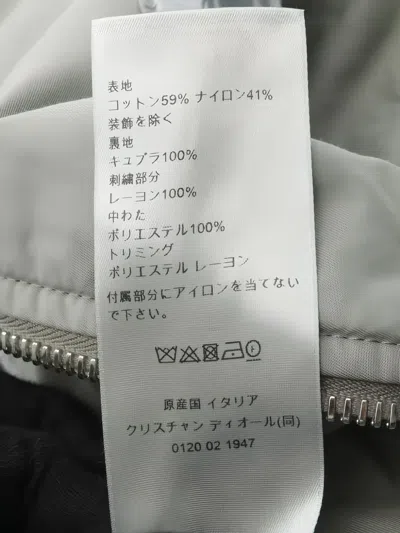 表地
コットン59% ナイロン41%
装飾を除く
裏地
キュプラ100%
刺繍部分
レーヨン100%
中わた
ポリエステル100%
トリミング
ポリエステル レーヨン
付属部分にアイロンを当てない
で下さい。
原産国 イタリア
クリスチャン ディオール(同)
0120 02 1947